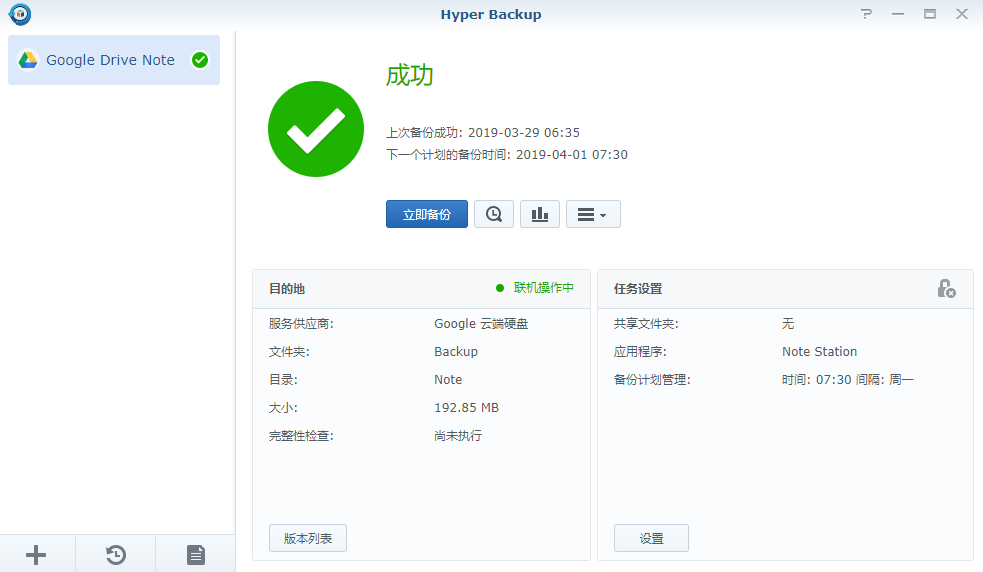 Hyper Backup
Google Drive Note
成功
上次备份成功: 2019-03-29 06:35
下一个计划的备份时间: 2019-04-01 07:30
立即备份
目的地 联机操作中
服务供应商: Google 云端硬盘
文件夹: Backup
目录: Note
大小: 192.85 MB
完整性检查: 尚未执行
版本列表
任务设置
共享文件夹: 无
应用程序: Note Station
备份计划管理: 时间: 07:30 间隔: 周一
设置